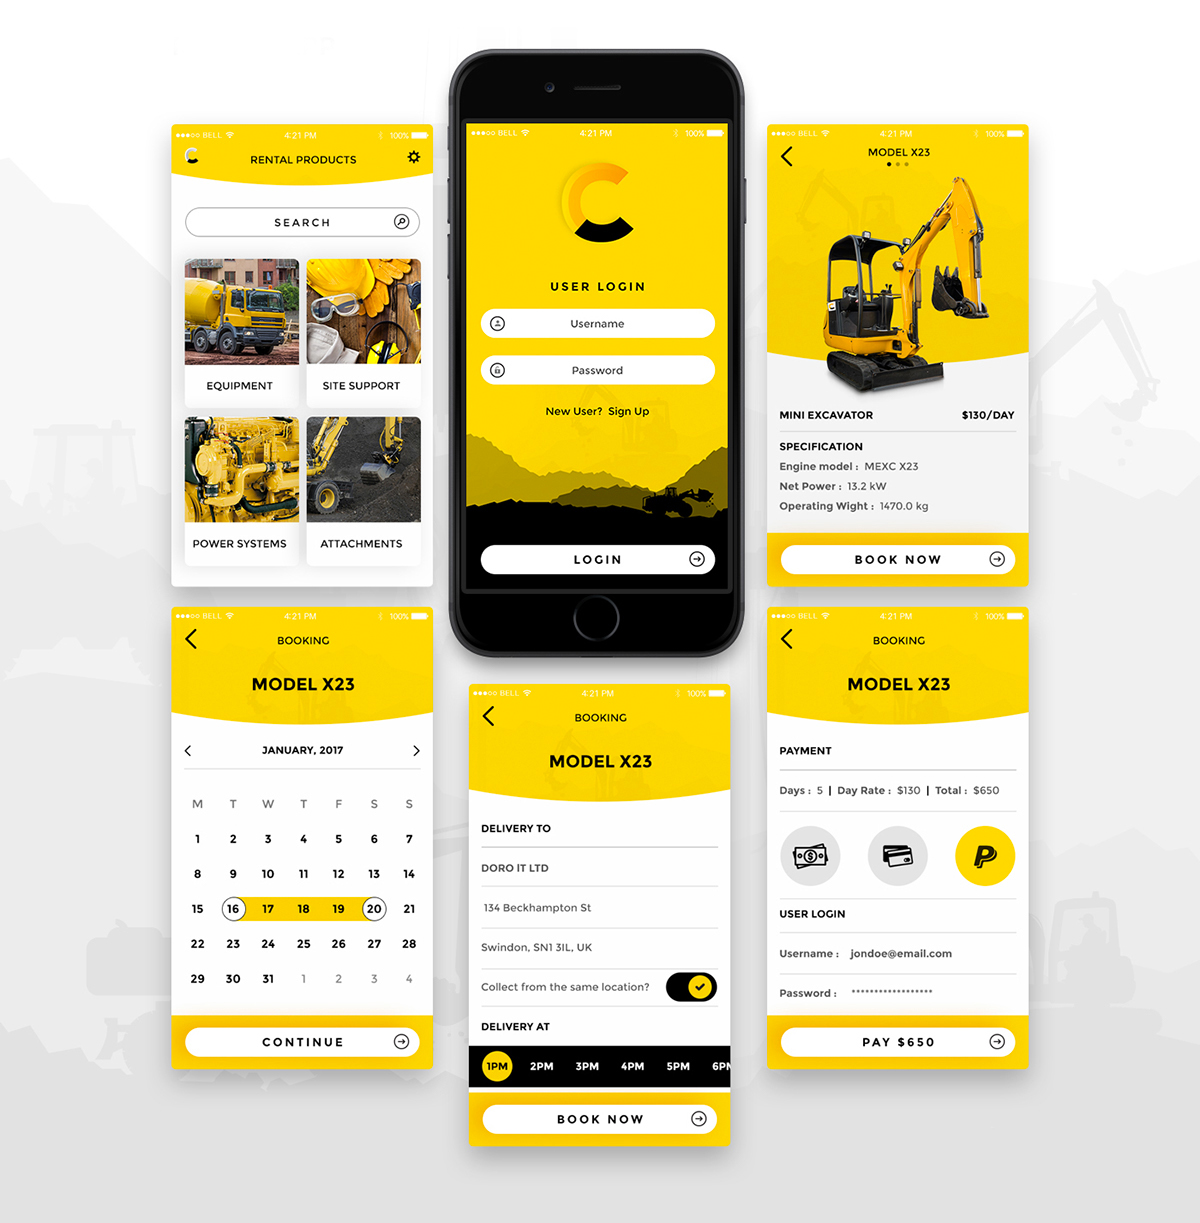 ●●●○○ BELL
4:21 PM
100%
RENTAL PRODUCTS
SEARCH
EQUIPMENT
SITE SUPPORT
POWER SYSTEMS
ATTACHMENTS
●●●○○ BELL
4:21 PM
100%
C
USER LOGIN
Username
Password
New User? Sign Up
LOGIN
●●●○○ BELL
4:21 PM
100%
MODEL X23
MINI EXCAVATOR
$130/DAY
SPECIFICATION
Engine model : MEXC X23
Net Power : 13.2 kW
Operating Wight : 1470.0 kg
BOOK NOW
●●●○○ BELL
4:21 PM
100%
BOOKING
MODEL X23
JANUARY, 2017
M T W T F S S
1 2 3 4 5 6 7
8 9 10 11 12 13 14
15 16 17 18 19 20 21
22 23 24 25 26 27 28
29 30 31 1 2 3 4
CONTINUE
●●●○○ BELL
4:21 PM
100%
BOOKING
MODEL X23
DELIVERY TO
DORO IT LTD
134 Beckhampton St
Swindon, SN1 3IL, UK
Collect from the same location?
DELIVERY AT
1PM 2PM 3PM 4PM 5PM 6PM
BOOK NOW
●●●○○ BELL
4:21 PM
100%
BOOKING
MODEL X23
PAYMENT
Days : 5 | Day Rate : $130 | Total : $650
USER LOGIN
Username : jondoe@email.com
Password : ******************
PAY $650